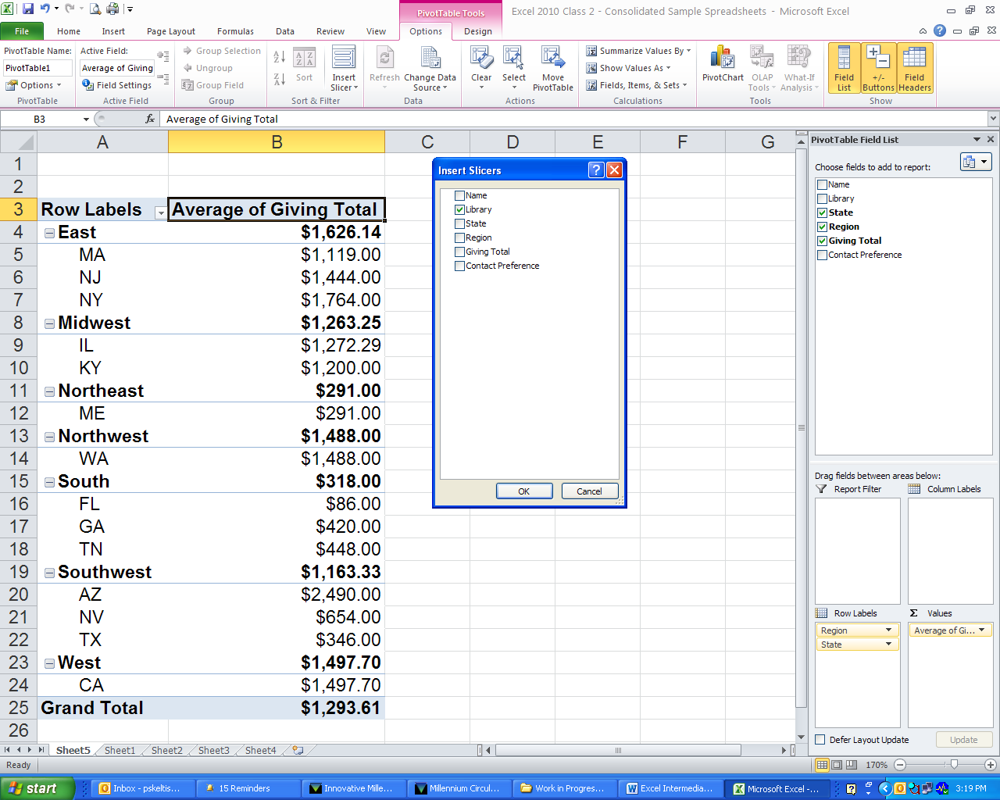 PivotTable Tools
Excel 2010 Class 2 - Consolidated Sample Spreadsheets - Microsoft Excel
File Home Insert Page Layout Formulas Data Review View Options Design
PivotTable Name:
PivotTable1
Options
PivotTable
Active Field:
Average of Giving
Field Settings
Active Field
Group Selection
Ungroup
Group Field
Group
Sort
Insert
Slicer
Sort & Filter
Refresh
Change Data
Source
Data
Clear
Select
Move
PivotTable
Actions
Summarize Values By
Show Values As
Fields, Items, & Sets
Calculations
PivotChart
OLAP
Tools
What-If
Analysis
Tools
Field
List
+/-
Buttons
Field
Headers
Show
B3 fx Average of Giving Total
A B C D E F G
1
2
3 Row Labels Average of Giving Total
4 East $1,626.14
5 MA $1,119.00
6 NJ $1,444.00
7 NY $1,764.00
8 Midwest $1,263.25
9 IL $1,272.29
10 KY $1,200.00
11 Northeast $291.00
12 ME $291.00
13 Northwest $1,488.00
14 WA $1,488.00
15 South $318.00
16 FL $86.00
17 GA $420.00
18 TN $448.00
19 Southwest $1,163.33
20 AZ $2,490.00
21 NV $654.00
22 TX $346.00
23 West $1,497.70
24 CA $1,497.70
25 Grand Total $1,293.61
26
Insert Slicers
Name
Library
State
Region
Giving Total
Contact Preference
OK Cancel
PivotTable Field List
Choose fields to add to report:
Name
Library
State
Region
Giving Total
Contact Preference
Drag fields between areas below:
Report Filter Column Labels
Row Labels Σ Values
Region Average of Gi...
State
Defer Layout Update Update
Sheet5 Sheet1 Sheet2 Sheet3 Sheet4
Ready 170%
start Inbox - pskeltis... 15 Reminders Innovative Mille... Millennium Circul... Work in Progres... Excel Intermedia... Microsoft Excel -... 3:19 PM